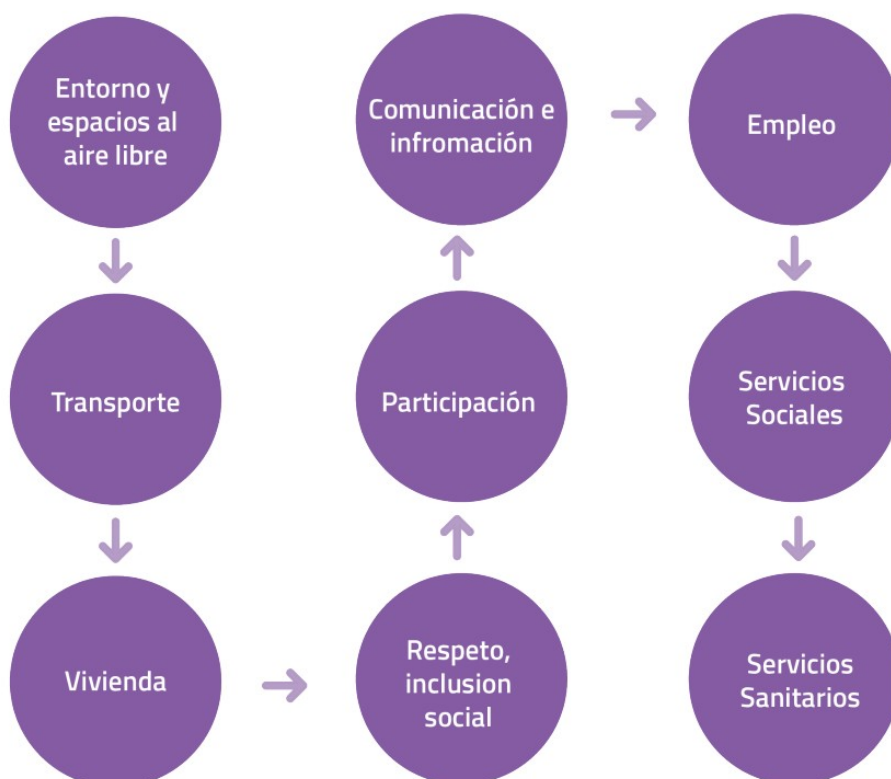 Entorno y
espacios al
aire libre
Transporte
Vivienda
Respeto,
inclusion
social
Participación
Comunicación e
infromación
Empleo
Servicios
Sociales
Servicios
Sanitarios